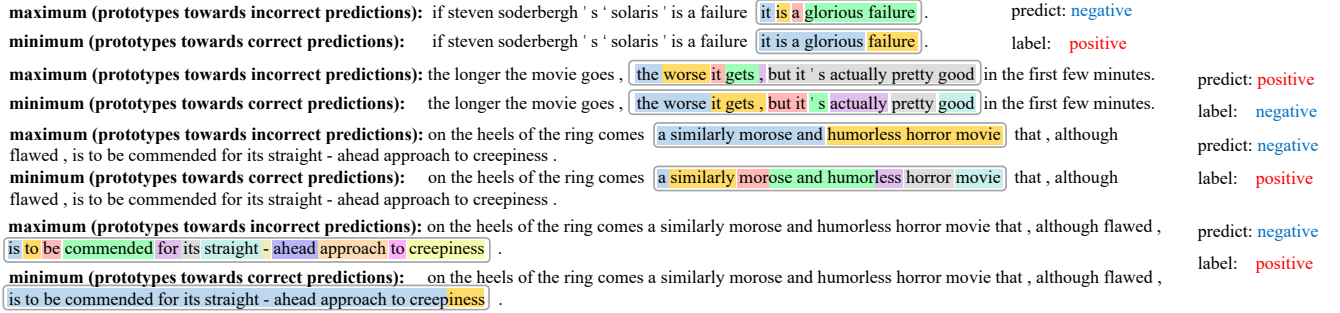 maximum (prototypes towards incorrect predictions): if steven soderbergh ' s ' solaris ' is a failure it is a glorious failure . predict: negative
minimum (prototypes towards correct predictions): if steven soderbergh ' s ' solaris ' is a failure it is a glorious failure . label: positive
maximum (prototypes towards incorrect predictions): the longer the movie goes , the worse it gets , but it ' s actually pretty good in the first few minutes. predict: positive
minimum (prototypes towards correct predictions): the longer the movie goes , the worse it gets , but it ' s actually pretty good in the first few minutes. label: negative
maximum (prototypes towards incorrect predictions): on the heels of the ring comes a similarly morose and humorless horror movie that , although
flawed , is to be commended for its straight - ahead approach to creepiness . predict: negative
minimum (prototypes towards correct predictions): on the heels of the ring comes a similarly morose and humorless horror movie that , although label: positive
flawed , is to be commended for its straight - ahead approach to creepiness .
maximum (prototypes towards incorrect predictions): on the heels of the ring comes a similarly morose and humorless horror movie that , although flawed , predict: negative
is to be commended for its straight - ahead approach to creepiness .
minimum (prototypes towards correct predictions): on the heels of the ring comes a similarly morose and humorless horror movie that , although flawed , label: positive
is to be commended for its straight - ahead approach to creepiness .